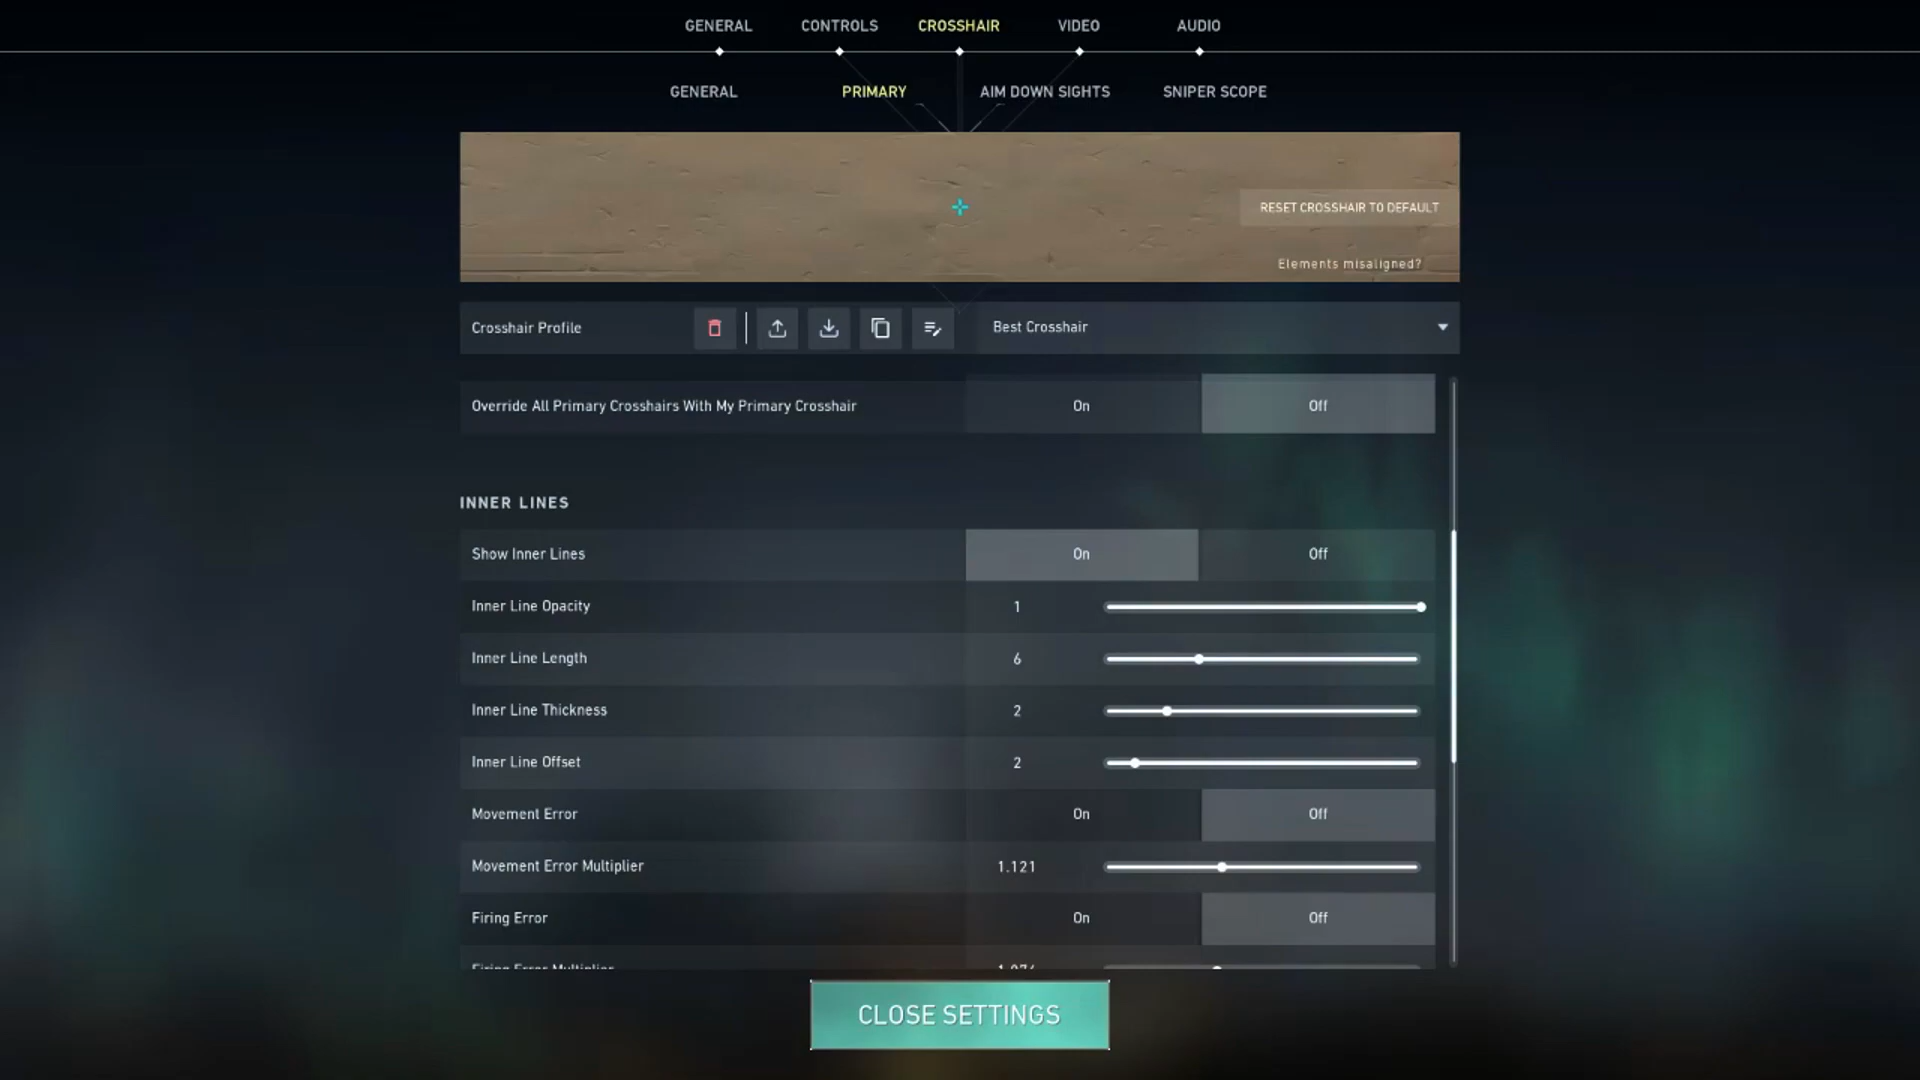 GENERAL CONTROLS CROSSHAIR VIDEO AUDIO
GENERAL PRIMARY AIM DOWN SIGHTS SNIPER SCOPE
RESET CROSSHAIR TO DEFAULT
Elements misaligned?
Crosshair Profile Best Crosshair
Override All Primary Crosshairs With My Primary Crosshair On Off
INNER LINES
Show Inner Lines On Off
Inner Line Opacity 1
Inner Line Length 6
Inner Line Thickness 2
Inner Line Offset 2
Movement Error On Off
Movement Error Multiplier 1.121
Firing Error On Off
Firing Error Multiplier
CLOSE SETTINGS